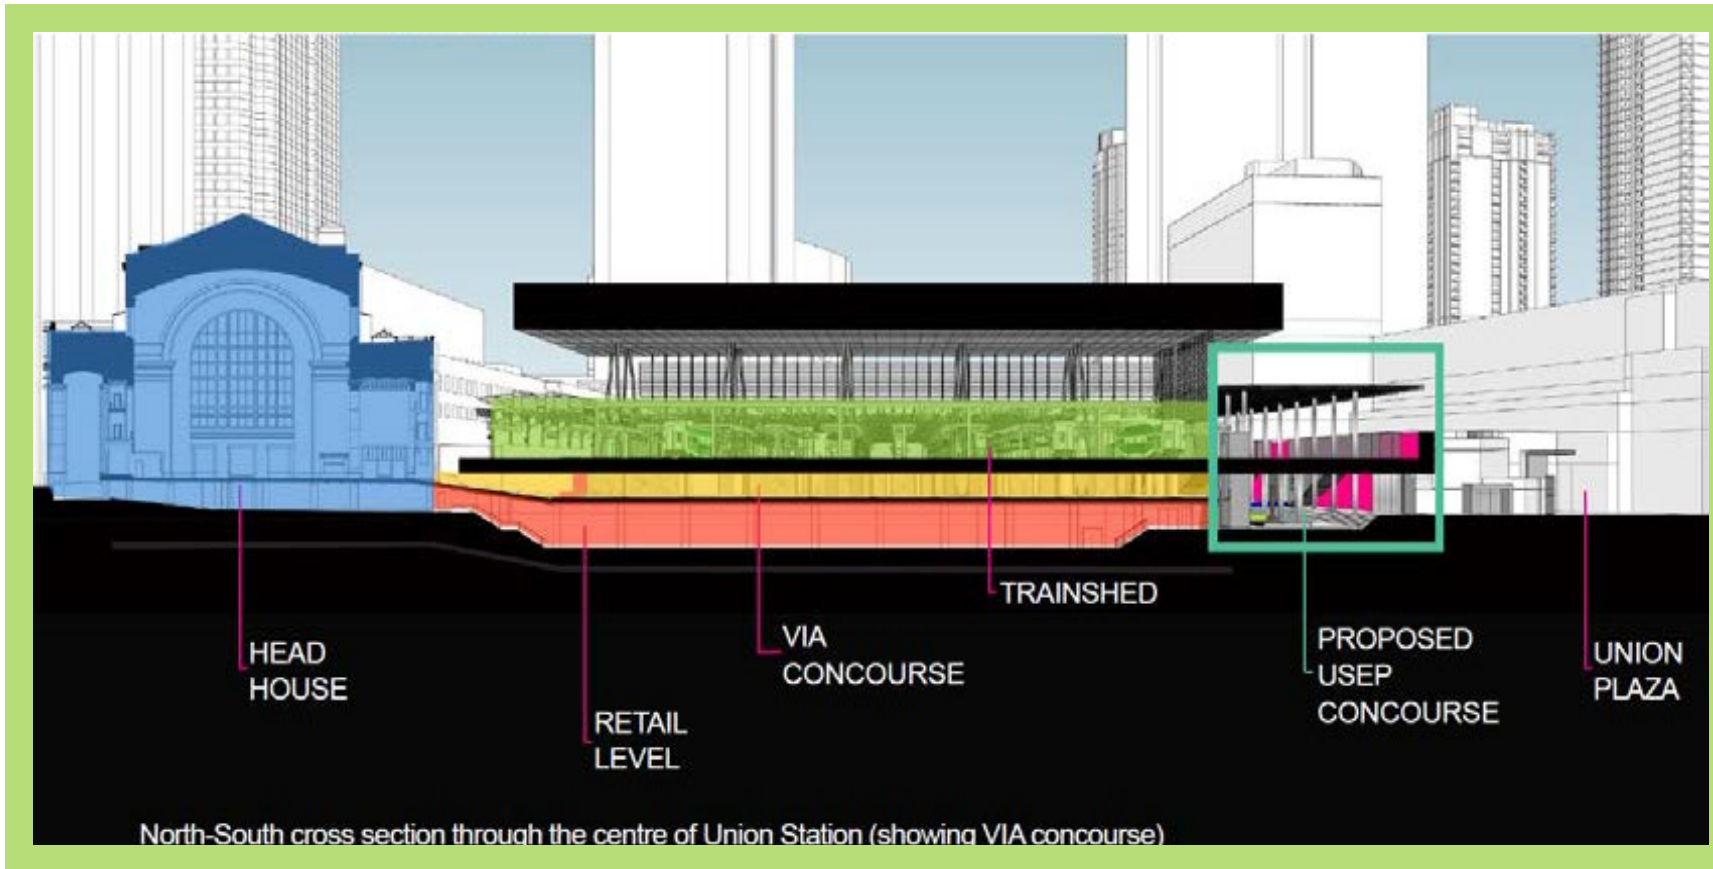 TRAINSHED
HEAD
HOUSE
VIA
CONCOURSE
RETAIL
LEVEL
PROPOSED
USEP
CONCOURSE
UNION
PLAZA
North-South cross section through the centre of Union Station (showing VIA concourse)